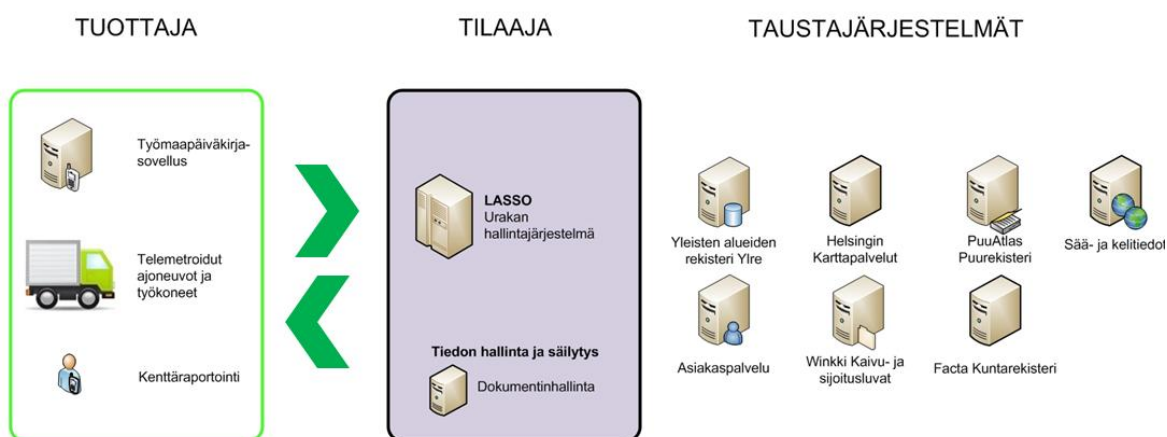 TUOTTAJA
TILAAJA
TAUSTAJÄRJESTELMÄT
Työmaapäiväkirja-
sovellus
Telemetroidut
ajoneuvot ja
työkoneet
Kenttäraportointi
LASSO
Urakan
hallintajärjestelmä
Tiedon hallinta ja säilytys
Dokumentinhallinta
Yleisten alueiden
rekisteri Ylre
Helsingin
Karttapalvelut
PuuAtlas
Puurekisteri
Sää- ja kelitiedot
Asiakaspalvelu
Winkki Kaivu- ja
sijoitusluvat
Facta Kuntarekisteri